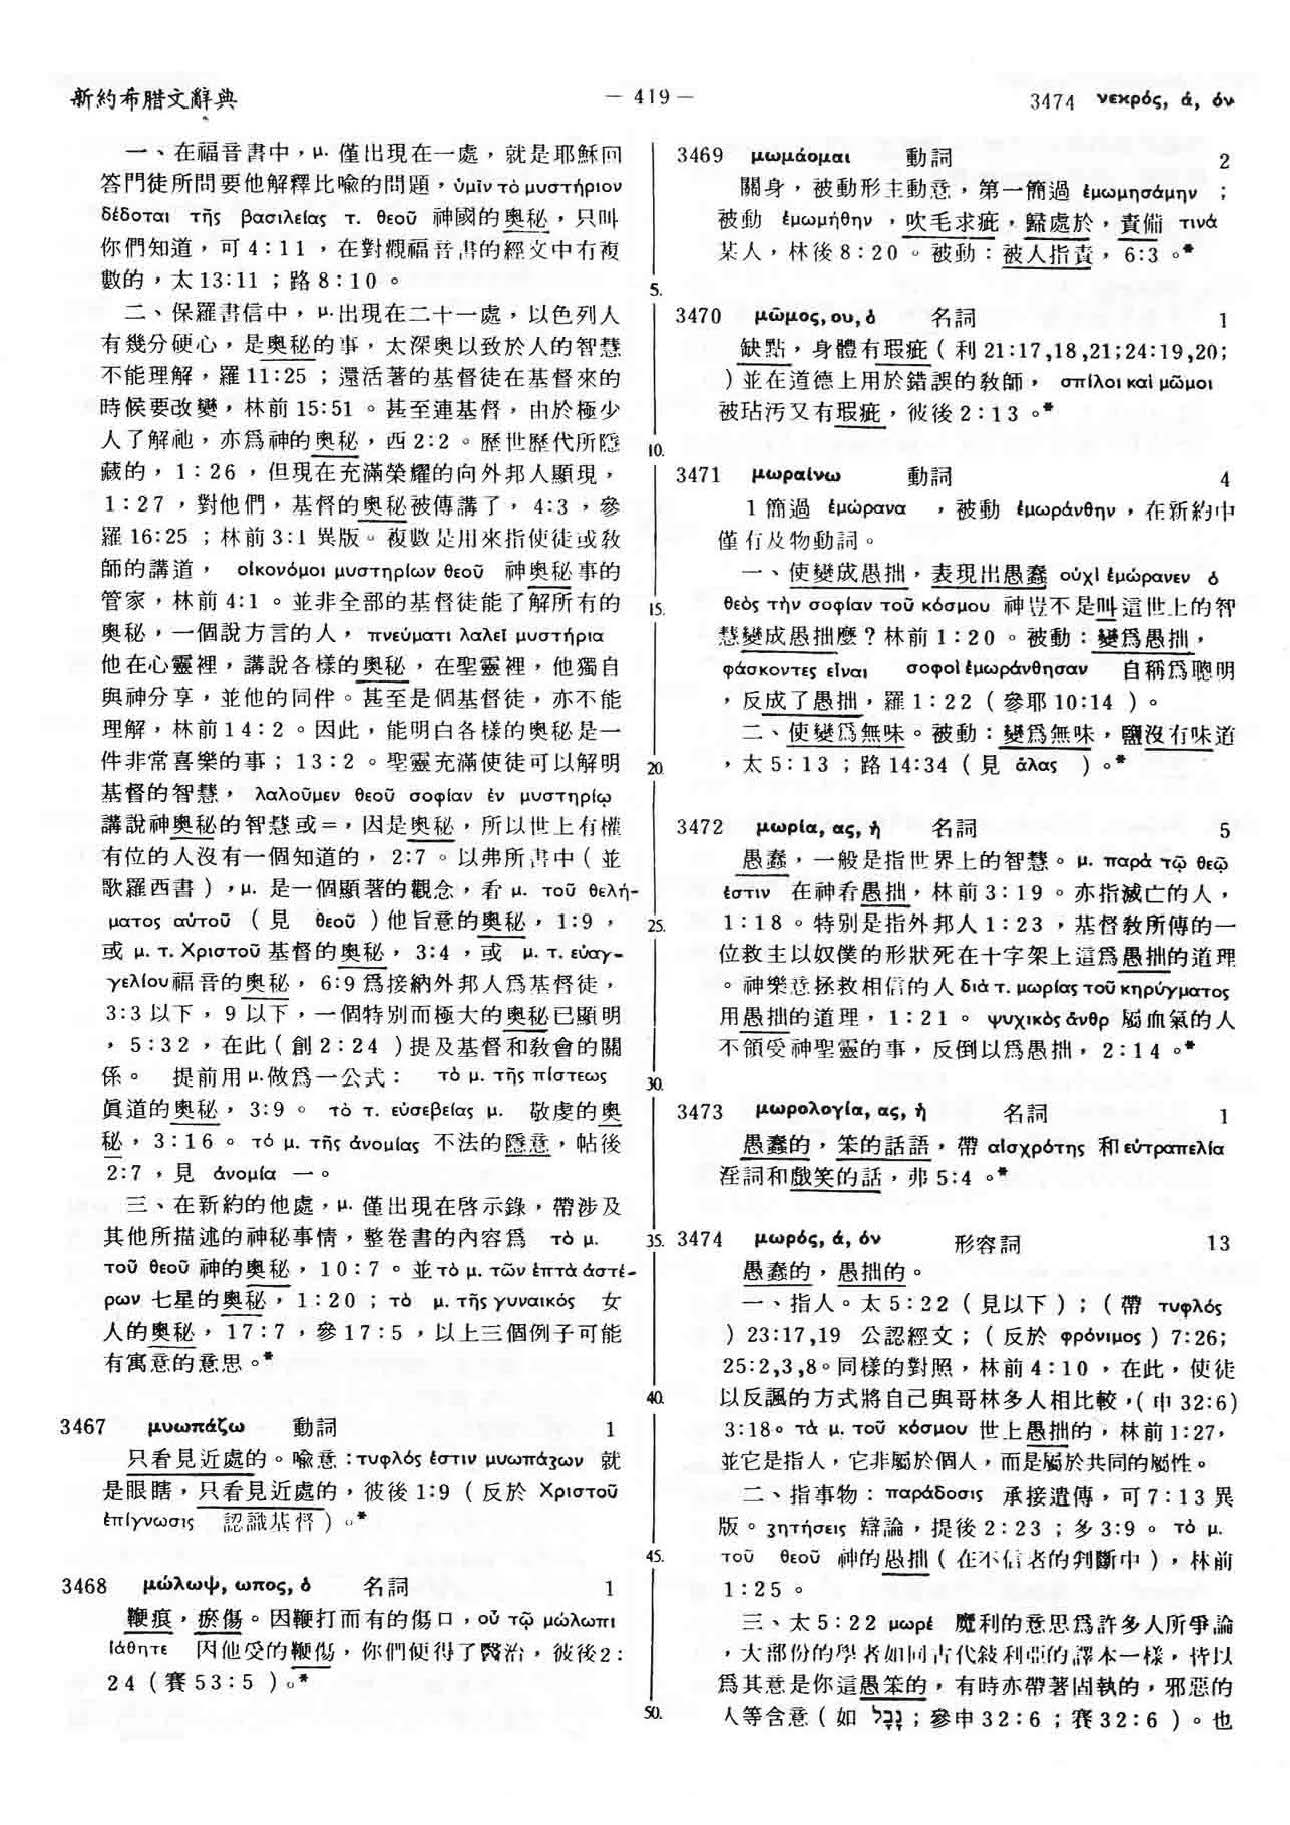 新約希腊文辭典
— 419 —
3474 νεκρός, ά, όν
一、在福音書中，μ. 僅出現在一處，就是耶穌回
答門徒所問要他解釋比喩的問題，ὑμῖν τὸ μυστήριον
δέδοται τῆς βασιλείας τ. θεοῦ 神國的奧秘，只叫
你們知道，可 4：11，在對觀福音書的經文中有複
數的，太 13：11；路 8：10。
二、保羅書信中，μ. 出現在二十一處，以色列人
有幾分硬心，是奧秘的事，太深奧以致於人的智慧
不能理解，羅 11:25；還活著的基督徒在基督來的
時候要改變，林前 15:51。甚至連基督，由於極少
人了解祂，亦爲神的奧秘，西 2:2。歷世歷代所隱
藏的，1：26，但現在充滿榮耀的向外邦人顯現，
1:27，對他們，基督的奧秘被傳講了，4:3，參
羅 16:25；林前 3:1 異版。複數是用來指使徒或敎
師的講道， οἰκονόμοι μυστηρίων θεοῦ 神奧秘事的
管家，林前 4:1。並非全部的基督徒能了解所有的
奧秘，一個說方言的人， πνεύματι λαλεῖ μυστήρια
他在心靈裡，講說各樣的奧秘，在聖靈裡，他獨自
與神分享，並他的同伴。甚至是個基督徒，亦不能
理解，林前 14：2。因此，能明白各樣的奧秘是一
件非常喜樂的事；13：2。聖靈充滿使徒可以解明
基督的智慧， λαλοῦμεν θεοῦ σοφίαν ἐν μυστηρίῳ
講說神奧秘的智慧或＝，因是奧秘，所以世上有權
有位的人沒有一個知道的，2:7。以弗所書中（並
歌羅西書），μ. 是一個顯著的觀念，看 μ. τοῦ θελή-
ματος αὐτοῦ （見 θεοῦ ）他旨意的奧秘，1:9，
或 μ. τ. Χριστοῦ 基督的奧秘，3:4，或 μ. τ. εὐαγ-
γελίου 福音的奧秘，6:9 爲接納外邦人爲基督徒，
3:3 以下，9 以下，一個特別而極大的奧秘已顯明
，5：32，在此（創 2：24）提及基督和敎會的關
係。 提前用 μ. 做爲一公式： τὸ μ. τῆς πίστεως
眞道的奧秘，3:9。 τὸ τ. εὐσεβείας μ. 敬虔的奧
秘，3：16。 τό μ. τῆς ἀνομίας 不法的隱意，帖後
2:7，見 ἀνομία 一。
三、在新約的他處，μ. 僅出現在啓示錄，帶涉及
其他所描述的神秘事情，整卷書的內容爲 τὸ μ.
τοῦ θεοῦ 神的奧秘，10：7。並 τὸ μ. τῶν ἑπτὰ ἀστέ-
ρων 七星的奧秘，1：20；τὸ μ. τῆς γυναικός 女
人的奧秘，17：7，參 17：5，以上三個例子可能
有寓意的意思。*
3467 μυωπάζω 動詞 1
只看見近處的。喩意：τυφλός ἐστιν μυωπάζων 就
是眼瞎，只看見近處的，彼後 1:9（反於 Χριστοῦ
ἐπίγνωσις 認識基督）。*
3468 μώλωψ, ωπος, ὁ 名詞 1
鞭痕，瘀傷。因鞭打而有的傷口，οὗ τῷ μώλωπι
ἰάθητε 因他受的鞭傷，你們便得了醫治，彼後 2：
24（賽 53：5）。*
5.
10.
15.
20.
25.
30.
35.
40.
45.
50.
3469 μωμάομαι 動詞 2
關身，被動形主動意，第一簡過 ἐμωμησάμην ；
被動 ἐμωμήθην ，吹毛求疵，歸處於，責備 τινά
某人，林後 8：20。被動：被人指責，6:3。*
3470 μῶμος, ου, ὁ 名詞 1
缺點，身體有瑕疵（利 21:17,18,21;24:19,20;
）並在道德上用於錯誤的敎師， σπίλοι καὶ μῶμοι
被玷汚又有瑕疵，彼後 2：13。*
3471 μωραίνω 動詞 4
1 簡過 ἐμώρανα ，被動 ἐμωράνθην，在新約中
僅有及物動詞。
一、使變成愚拙，表現出愚蠢 οὐχὶ ἐμώρανεν ὁ
θεὸς τὴν σοφίαν τοῦ κόσμου 神豈不是叫這世上的智
慧變成愚拙麼？林前 1：20。被動：變爲愚拙，
φάσκοντες εἶναι σοφοὶ ἐμωράνθησαν 自稱爲聰明
，反成了愚拙，羅 1：22（參耶 10:14）。
二、使變爲無味。被動：變爲無味，鹽沒有味道
，太 5：13；路 14:34（見 ἅλας ）。*
3472 μωρία, ας, ἡ 名詞 5
愚蠢，一般是指世界上的智慧。μ. παρὰ τῷ θεῷ
ἐστιν 在神看愚拙，林前 3：19。亦指滅亡的人，
1：18。特別是指外邦人 1：23，基督敎所傳的一
位救主以奴僕的形狀死在十字架上這爲愚拙的道理
。神樂意拯救相信的人 διὰ τ. μωρίας τοῦ κηρύγματος
用愚拙的道理，1：21。 ψυχικὸς ἄνθρ 屬血氣的人
不領受神聖靈的事，反倒以爲愚拙，2：14。*
3473 μωρολογία, ας, ἡ 名詞 1
愚蠢的，笨的話語，帶 αἰσχρότης 和 εὐτραπελία
淫詞和戲笑的話，弗 5:4。*
3474 μωρός, ά, όν 形容詞 13
愚蠢的，愚拙的。
一、指人。太 5：22（見以下）；（帶 τυφλός
）23:17,19 公認經文；（反於 φρόνιμος ）7:26;
25:2,3,8。同樣的對照，林前 4：10，在此，使徒
以反諷的方式將自己與哥林多人相比較，（申 32:6)
3:18。τὰ μ. τοῦ κόσμου 世上愚拙的，林前 1:27，
並它是指人，它非屬於個人，而是屬於共同的屬性。
二、指事物：παράδοσις 承接遺傳，可 7：13 異
版。ζητήσεις 辯論，提後 2：23；多 3:9。 τὸ μ.
τοῦ θεοῦ 神的愚拙（在不信者的判斷中），林前
1：25。
三、太 5：22 μωρέ 魔利的意思爲許多人所爭論
，大部份的學者如同古代敍利亞的譯本一樣，皆以
爲其意是你這愚笨的，有時亦帶著固執的，邪惡的
人等含意（如 נָבָל；參申 32：6；賽 32：6）。也